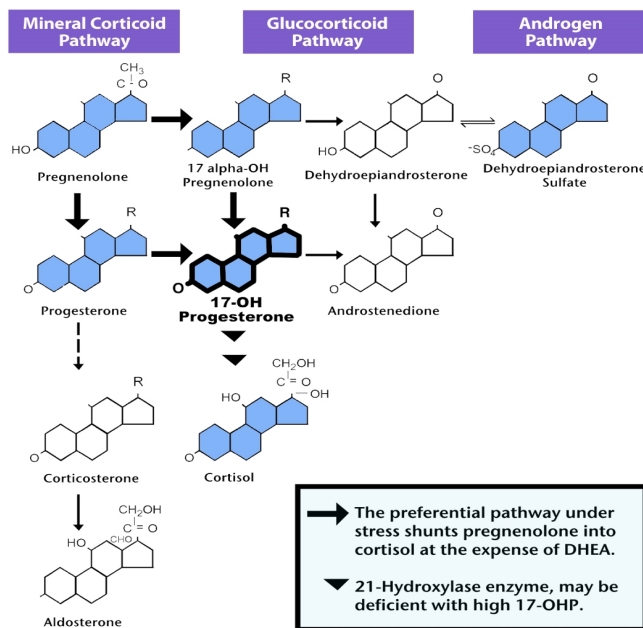 Mineral Corticoid
Pathway
Glucocorticoid
Pathway
Androgen
Pathway
CH3
C - O
HO
Pregnenolone
R
17 alpha-OH
Pregnenolone
O
HO
Dehydroepiandrosterone
O
-SO4
Dehydroepiandrosterone
Sulfate
R
O
Progesterone
R
O
17-OH
Progesterone
O
O
Androstenedione
R
O
Corticosterone
CH2OH
C = O
HO
OH
O
Cortisol
CH2OH
C = O
CHO
HO
O
Aldosterone
The preferential pathway under
stress shunts pregnenolone into
cortisol at the expense of DHEA.
21-Hydroxylase enzyme, may be
deficient with high 17-OHP.